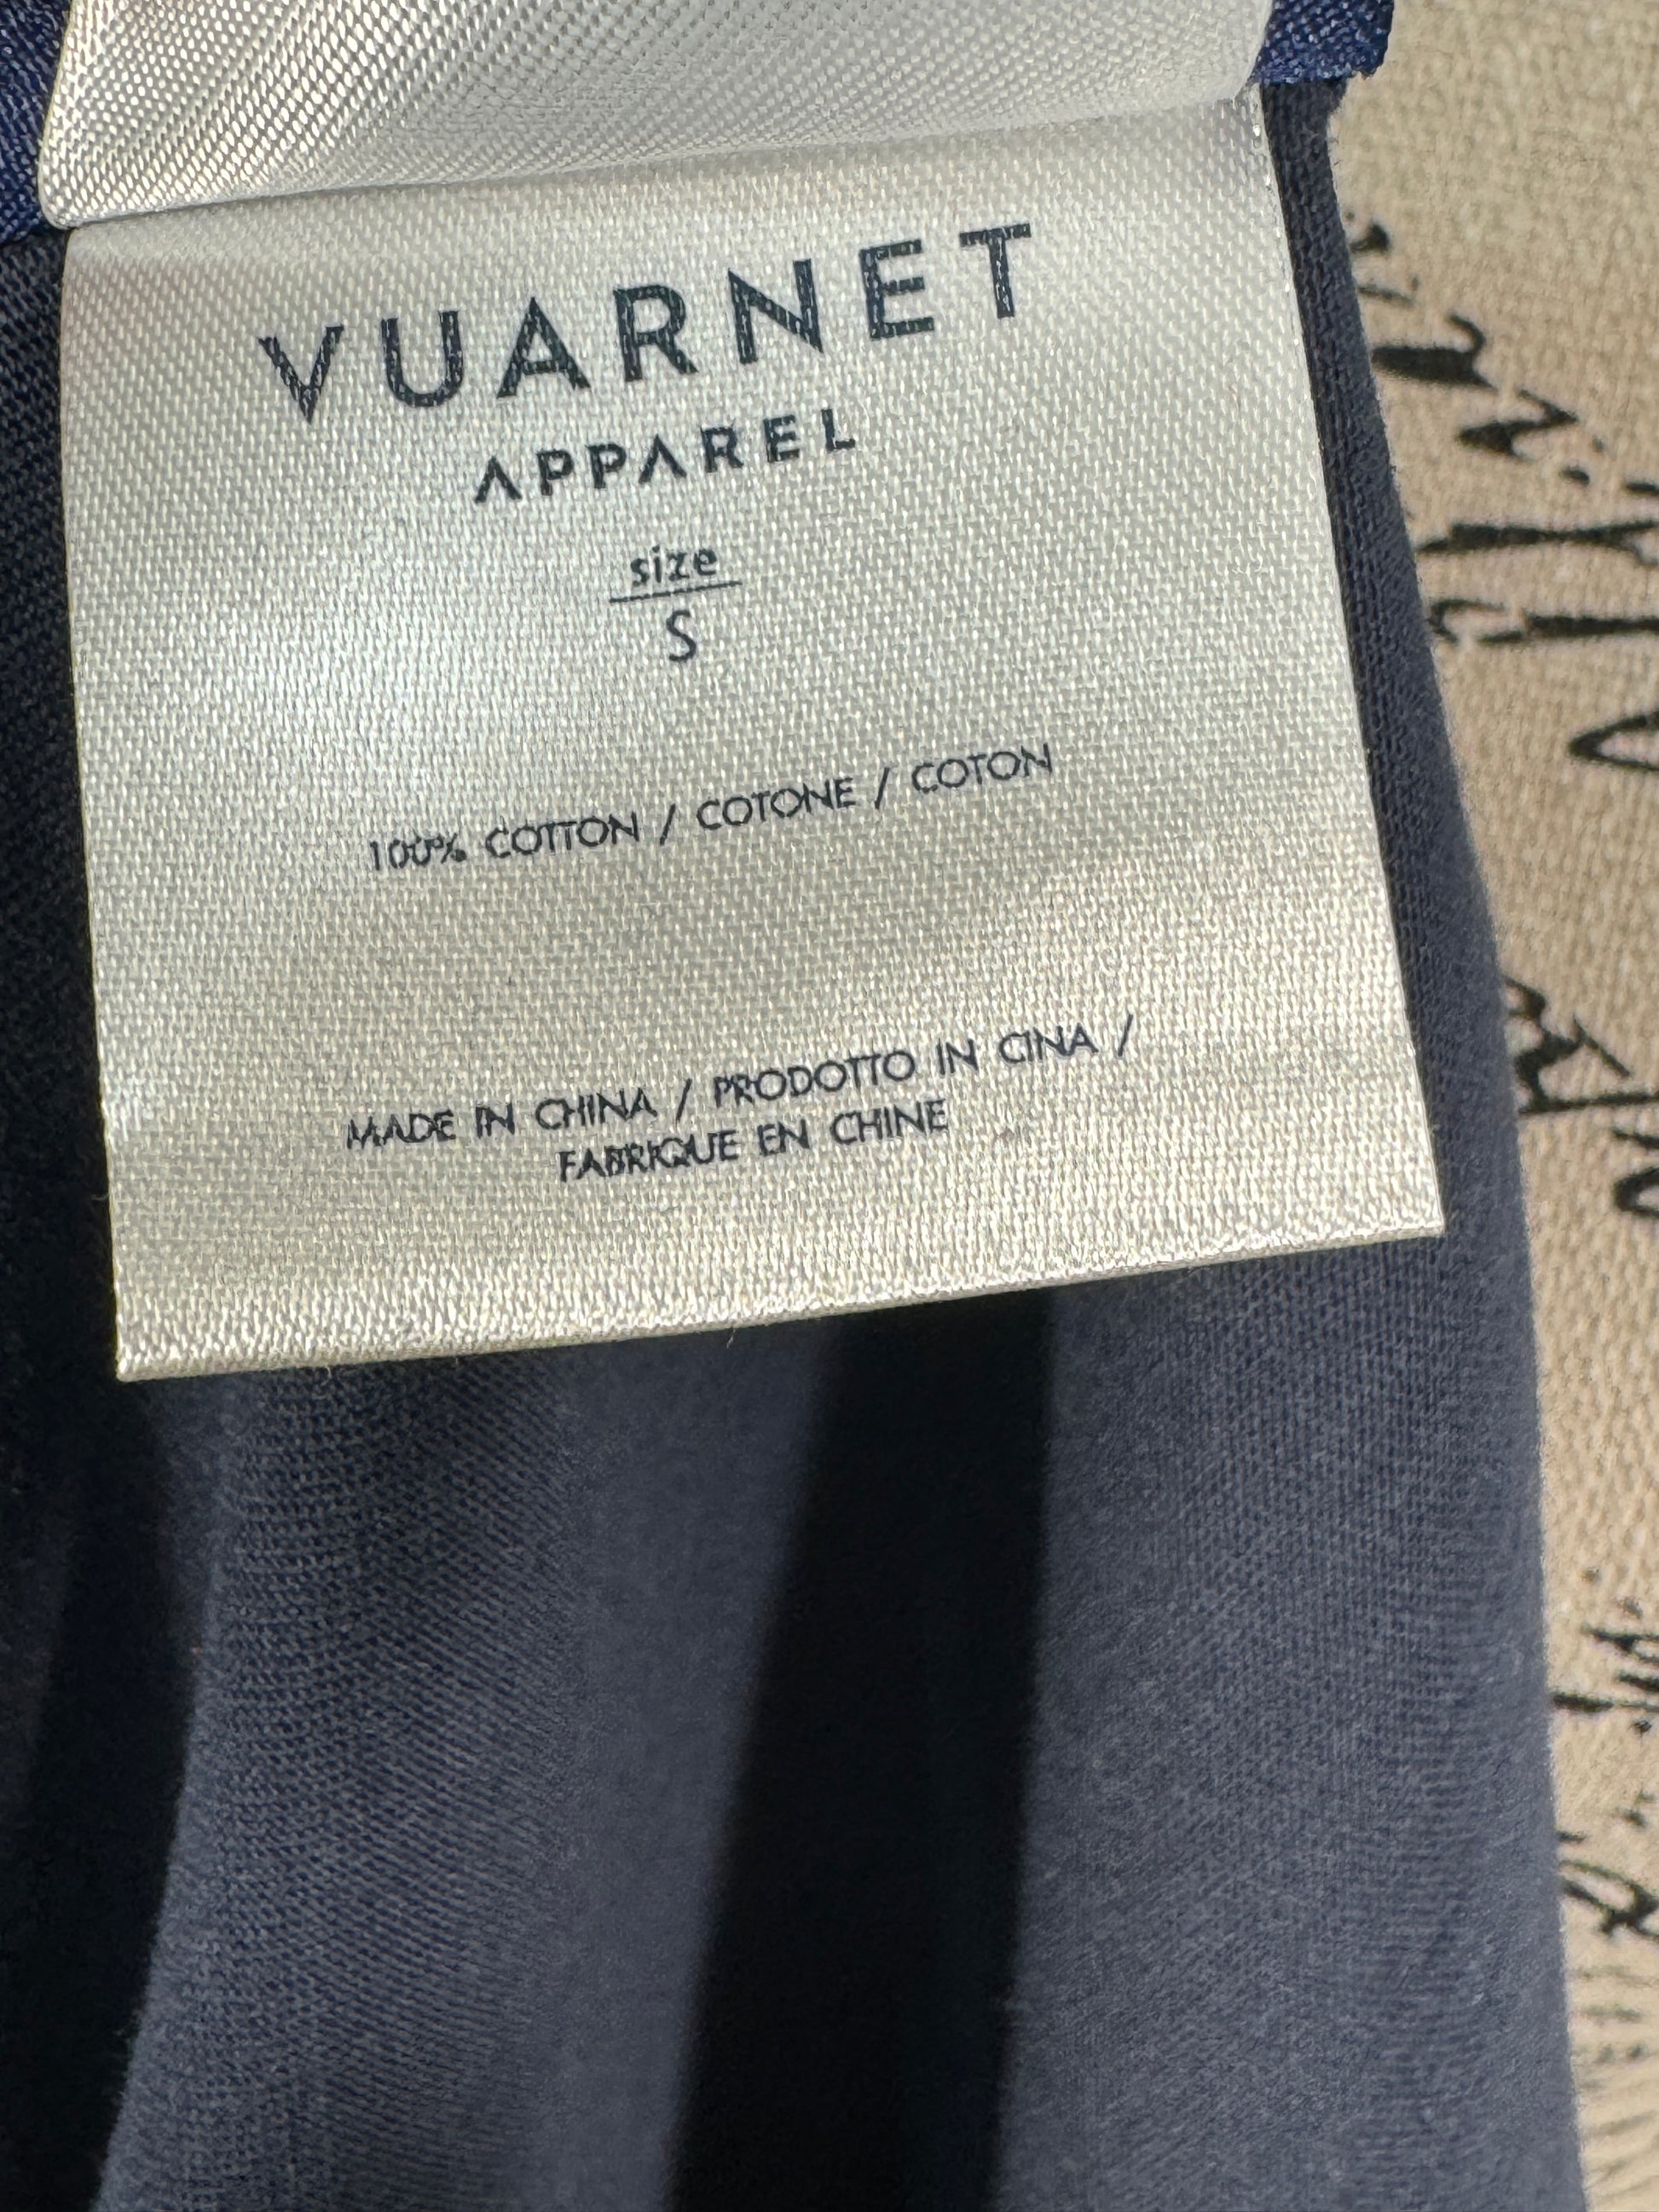 VUARNET
APPAREL
size
S
100% COTTON / COTONE / COTON
MADE IN CHINA / PRODOTTO IN CINA /
FABRIQUE EN CHINE